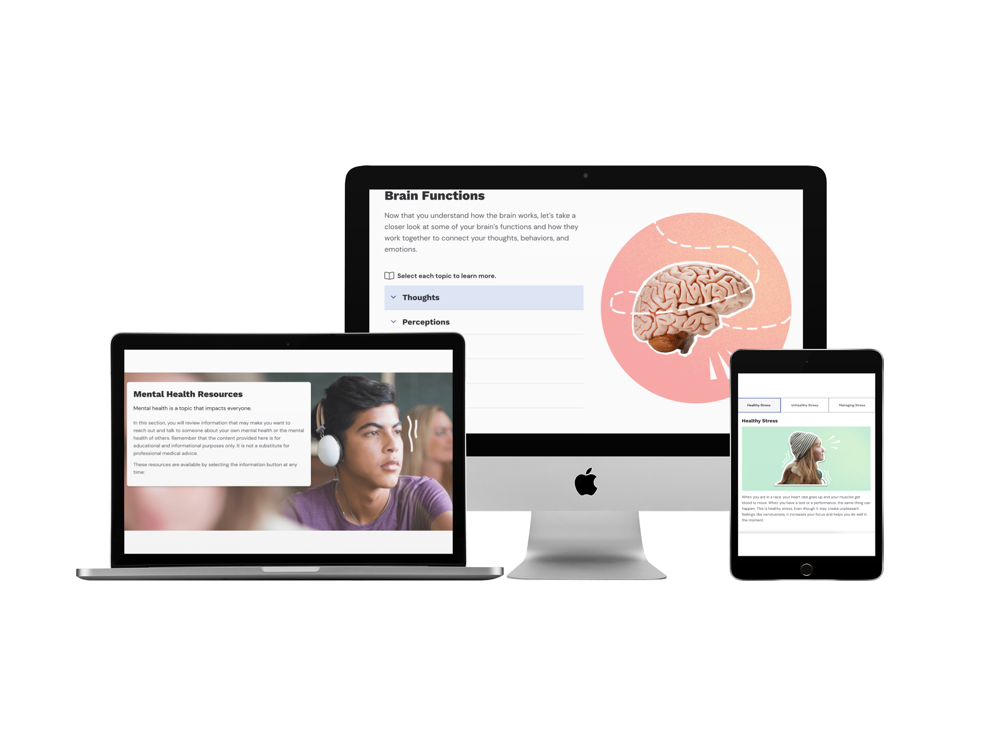 Brain Functions
Now that you understand how the brain works, let's take a
closer look at some of your brain's functions and how they
work together to connect your thoughts, behaviors, and
emotions.
Select each topic to learn more.
Thoughts
Perceptions
Mental Health Resources
Mental health is a topic that impacts everyone.
In this section, you will review information that may make you want to
reach out and talk to someone about your own mental health or the mental
health of others. Remember that the content provided here is for
educational and informational purposes only. It is not a substitute for
professional medical advice.
These resources are available by selecting the information button at any
time:
Healthy Stress
Unhealthy Stress
Managing Stress
Healthy Stress
When you are in a race, your heart rate goes up and your muscles get
blood to move. When you have a test or a performance, the same thing can
happen. This is healthy stress. Even though it may create unpleasant
feelings, like nervousness, it increases your focus and helps you do well in
the moment.